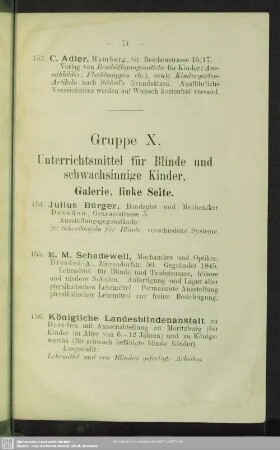 — 71 —
153. C. Adler, Hamburg, Gr. Reichenstrasse 15/17.
Verlag von Beschäftigungsmitteln für Kinder (Aus-
nähbilder, Flechtmappen etc.), sowie Kindergarten-
Artikeln nach Fröbel's Grundsätzen. Ausführliche
Verzeichnisse werden auf Wunsch kostenfrei versand.
Gruppe X.
Unterrichtsmittel für Blinde und
schwachsinnige Kinder,
Galerie, linke Seite.
154. Julius Bürger, Bandagist und Mechaniker
Dresden, Grunaerstrasse 5.
Ausstellungsgegenstände:
20 Schreibtafeln für Blinde, verschiedene Systeme
155. E. M. Schadewell, Mechaniker und Optiker,
Dresden-A., Zinzendorfstr. 50. Gegründet 1845.
Lehrmittel für Blinde und Taubstumme, höhere
und niedere Schulen. Anfertigung und Lager aller
physikalischen Lehrmittel. Permanente Ausstellung
physikalischer Lehrmittel zur freien Besichtigung.
156. Königliche Landesblindenanstalt zu
Dresden mit Ausserabteilung zu Moritzburg (für
Kinder im Alter von 6—12 Jahren) und zu Königs-
wartha (für schwach befähigte blinde Kinder)
Ausgestellt:
Lehrmittel und von Blinden gefertigte Arbeiten.